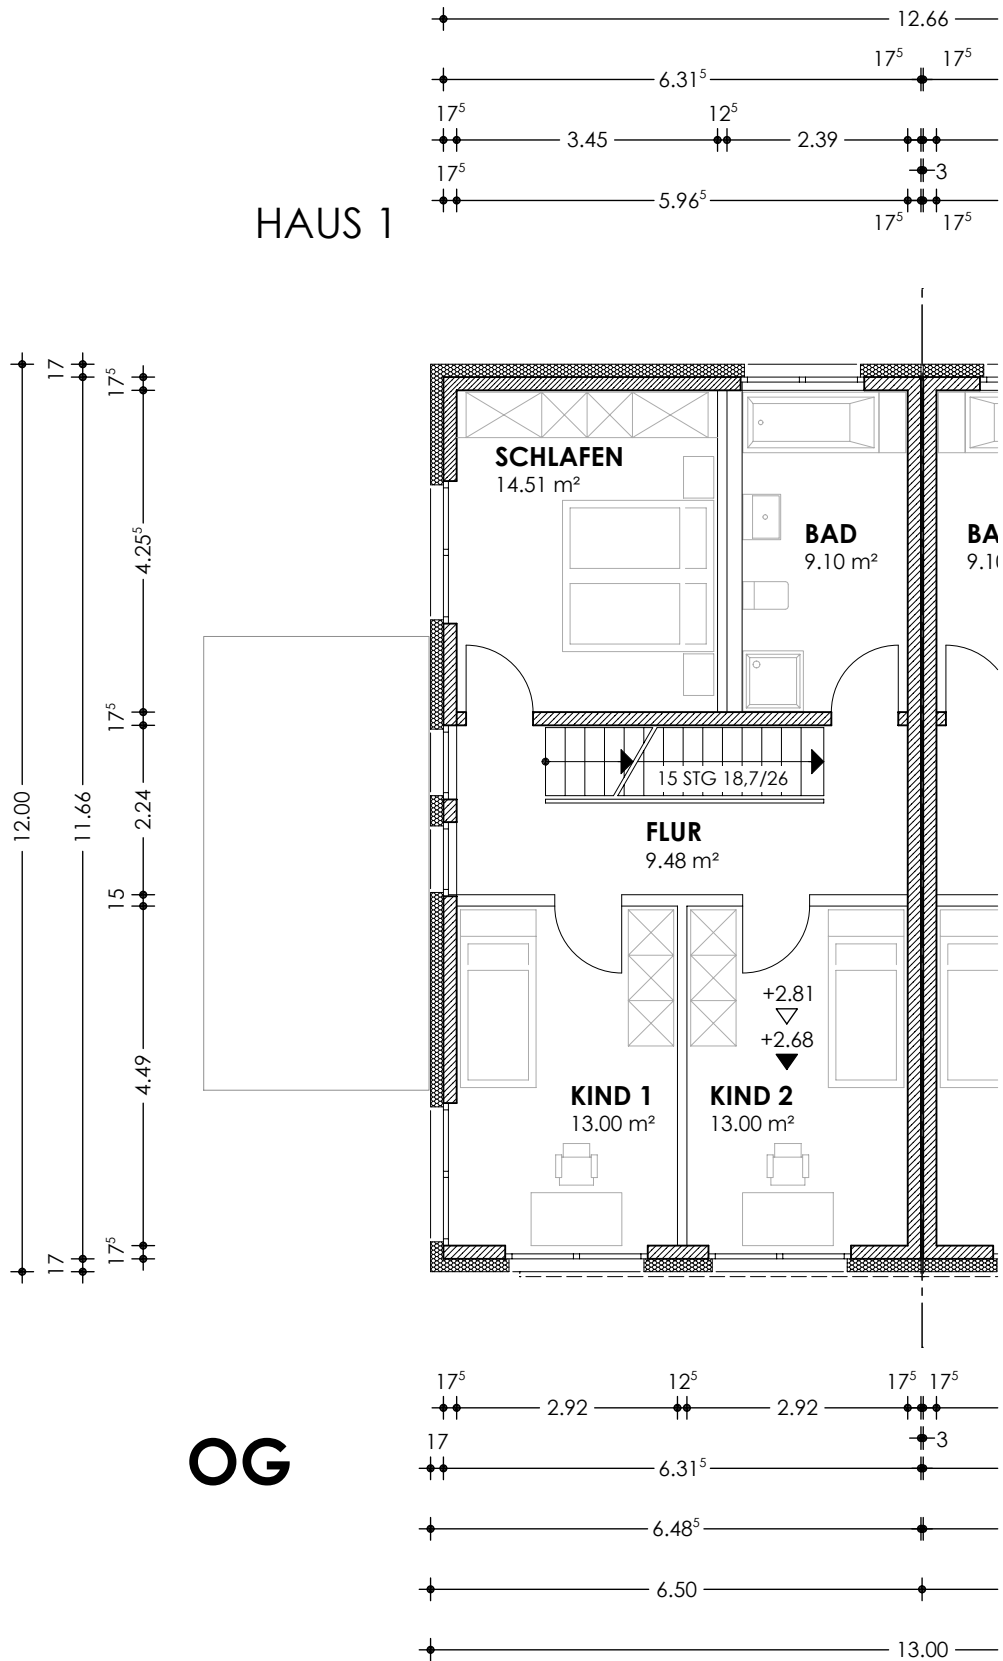 12.66
17⁵ 17⁵
6.31⁵
17⁵ 12⁵
3.45 2.39
17⁵ 3
5.96⁵
17⁵ 17⁵
HAUS 1
17
17⁵
4.25⁵
17⁵
12.00
11.66
2.24
15
4.49
17⁵
17
SCHLAFEN
14.51 m²
BAD
9.10 m²
BA
9.10
15 STG 18,7/26
FLUR
9.48 m²
+2.81
+2.68
KIND 1
13.00 m²
KIND 2
13.00 m²
17⁵ 12⁵ 17⁵ 17⁵
2.92 2.92
17 3
OG
6.31⁵
6.48⁵
6.50
13.00